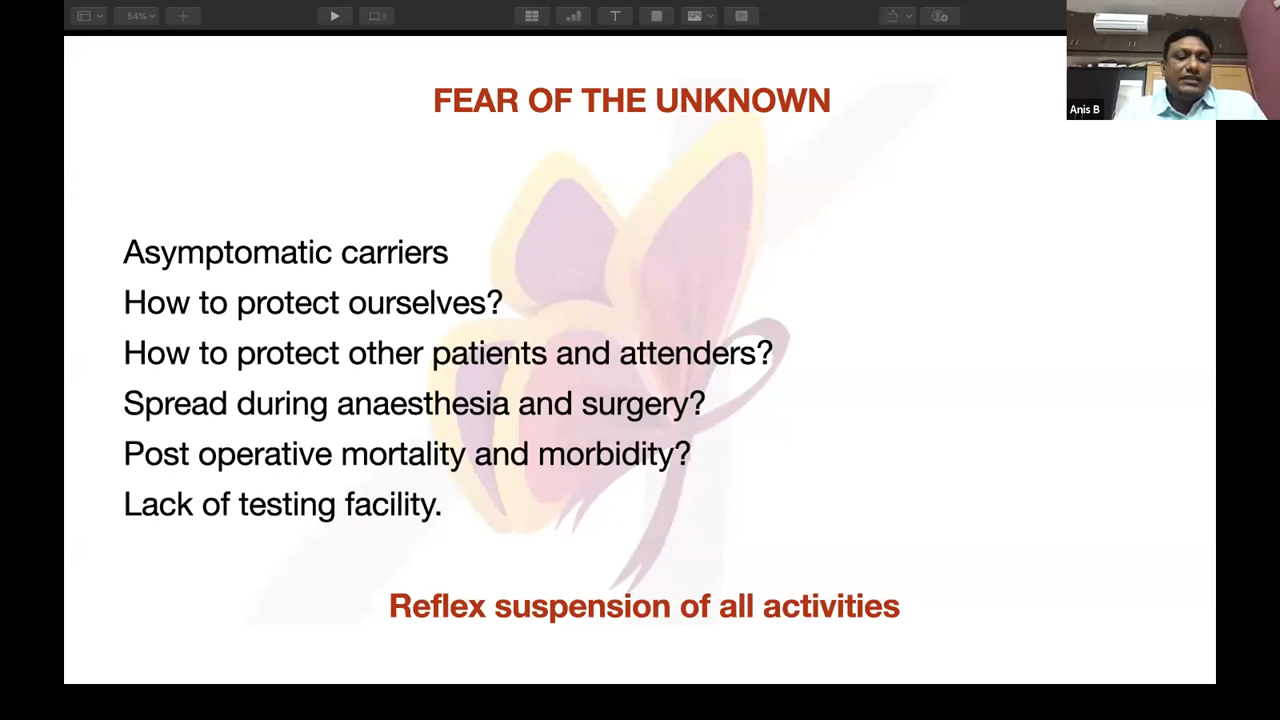 54%
Anis B
FEAR OF THE UNKNOWN
Asymptomatic carriers
How to protect ourselves?
How to protect other patients and attenders?
Spread during anaesthesia and surgery?
Post operative mortality and morbidity?
Lack of testing facility.
Reflex suspension of all activities